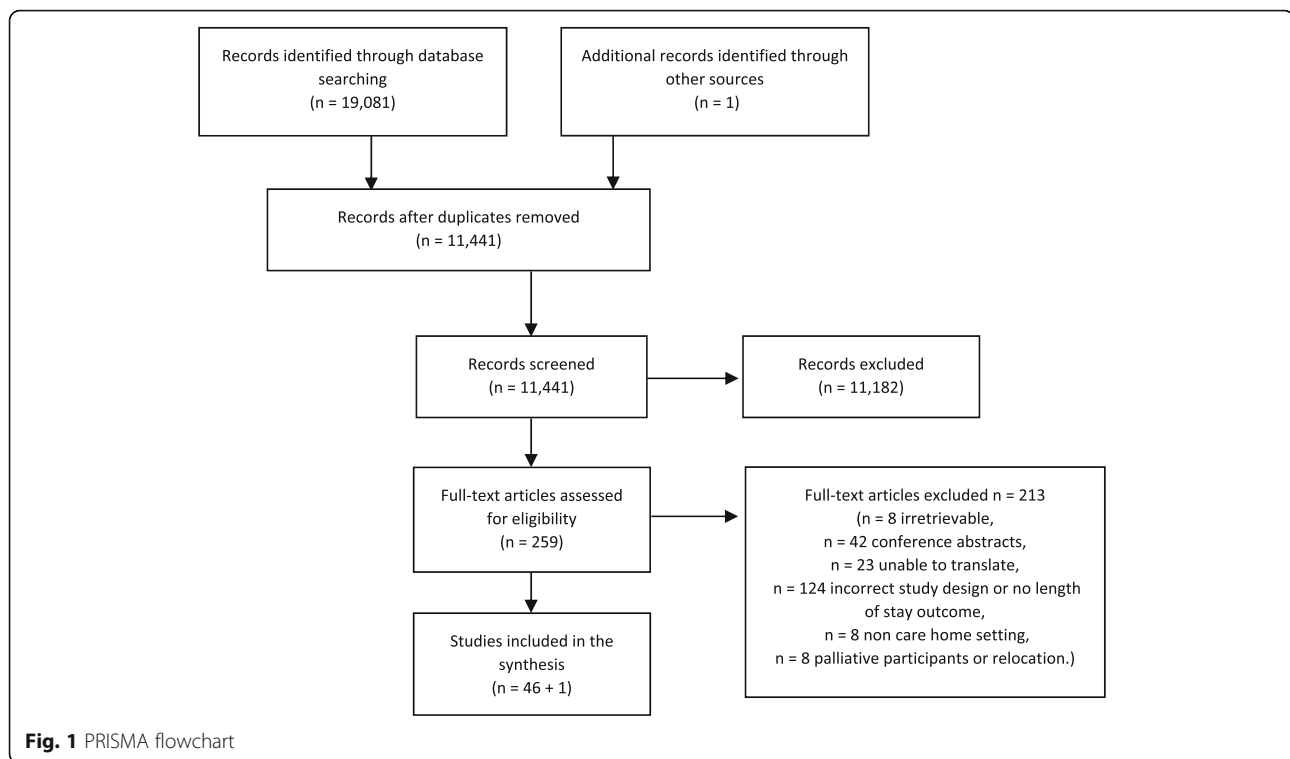 Records identified through database
searching
(n = 19,081)
Additional records identified through
other sources
(n = 1)
Records after duplicates removed
(n = 11,441)
Records screened
(n = 11,441)
Records excluded
(n = 11,182)
Full-text articles assessed
for eligibility
(n = 259)
Full-text articles excluded n = 213
(n = 8 irretrievable,
n = 42 conference abstracts,
n = 23 unable to translate,
n = 124 incorrect study design or no length
of stay outcome,
n = 8 non care home setting,
n = 8 palliative participants or relocation.)
Studies included in the
synthesis
(n = 46 + 1)
Fig. 1 PRISMA flowchart